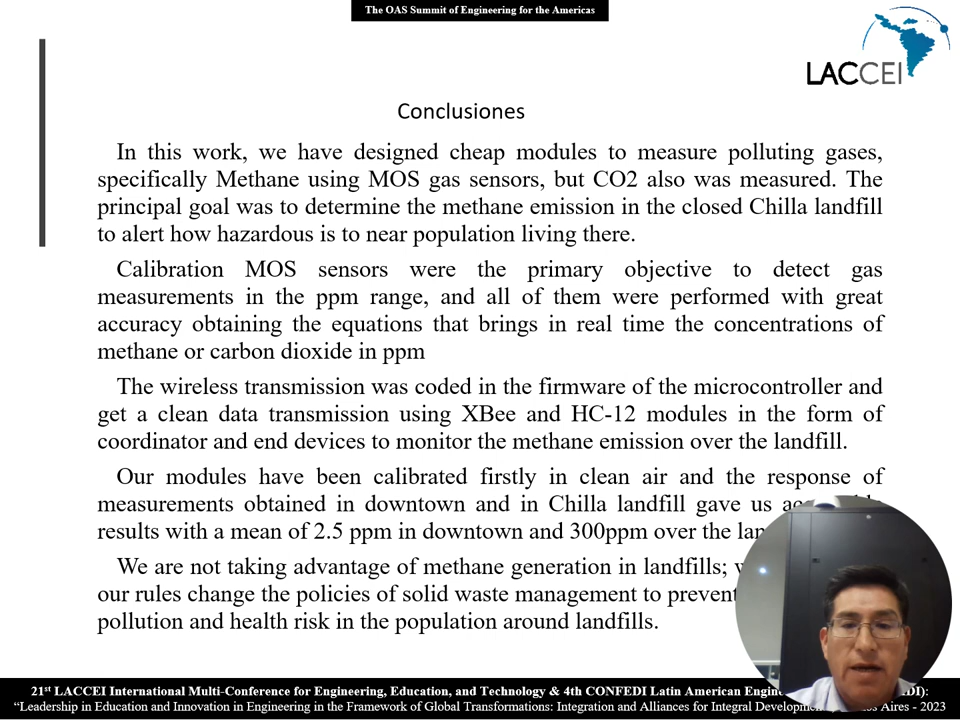 The OAS Summit of Engineering for the Americas
LACCEI
Conclusiones
In this work, we have designed cheap modules to measure polluting gases,
specifically Methane using MOS gas sensors, but CO2 also was measured. The
principal goal was to determine the methane emission in the closed Chilla landfill
to alert how hazardous is to near population living there.
Calibration MOS sensors were the primary objective to detect gas
measurements in the ppm range, and all of them were performed with great
accuracy obtaining the equations that brings in real time the concentrations of
methane or carbon dioxide in ppm
The wireless transmission was coded in the firmware of the microcontroller and
get a clean data transmission using XBee and HC-12 modules in the form of
coordinator and end devices to monitor the methane emission over the landfill.
Our modules have been calibrated firstly in clean air and the response of
measurements obtained in downtown and in Chilla landfill gave us
results with a mean of 2.5 ppm in downtown and 300ppm over the
We are not taking advantage of methane generation in landfills;
our rules change the policies of solid waste management to prevent
pollution and health risk in the population around landfills.
21st LACCEI International Multi-Conference for Engineering, Education, and Technology & 4th CONFEDI Latin American
“Leadership in Education and Innovation in Engineering in the Framework of Global Transformations: Integration and Alliances for Integral Aires - 2023